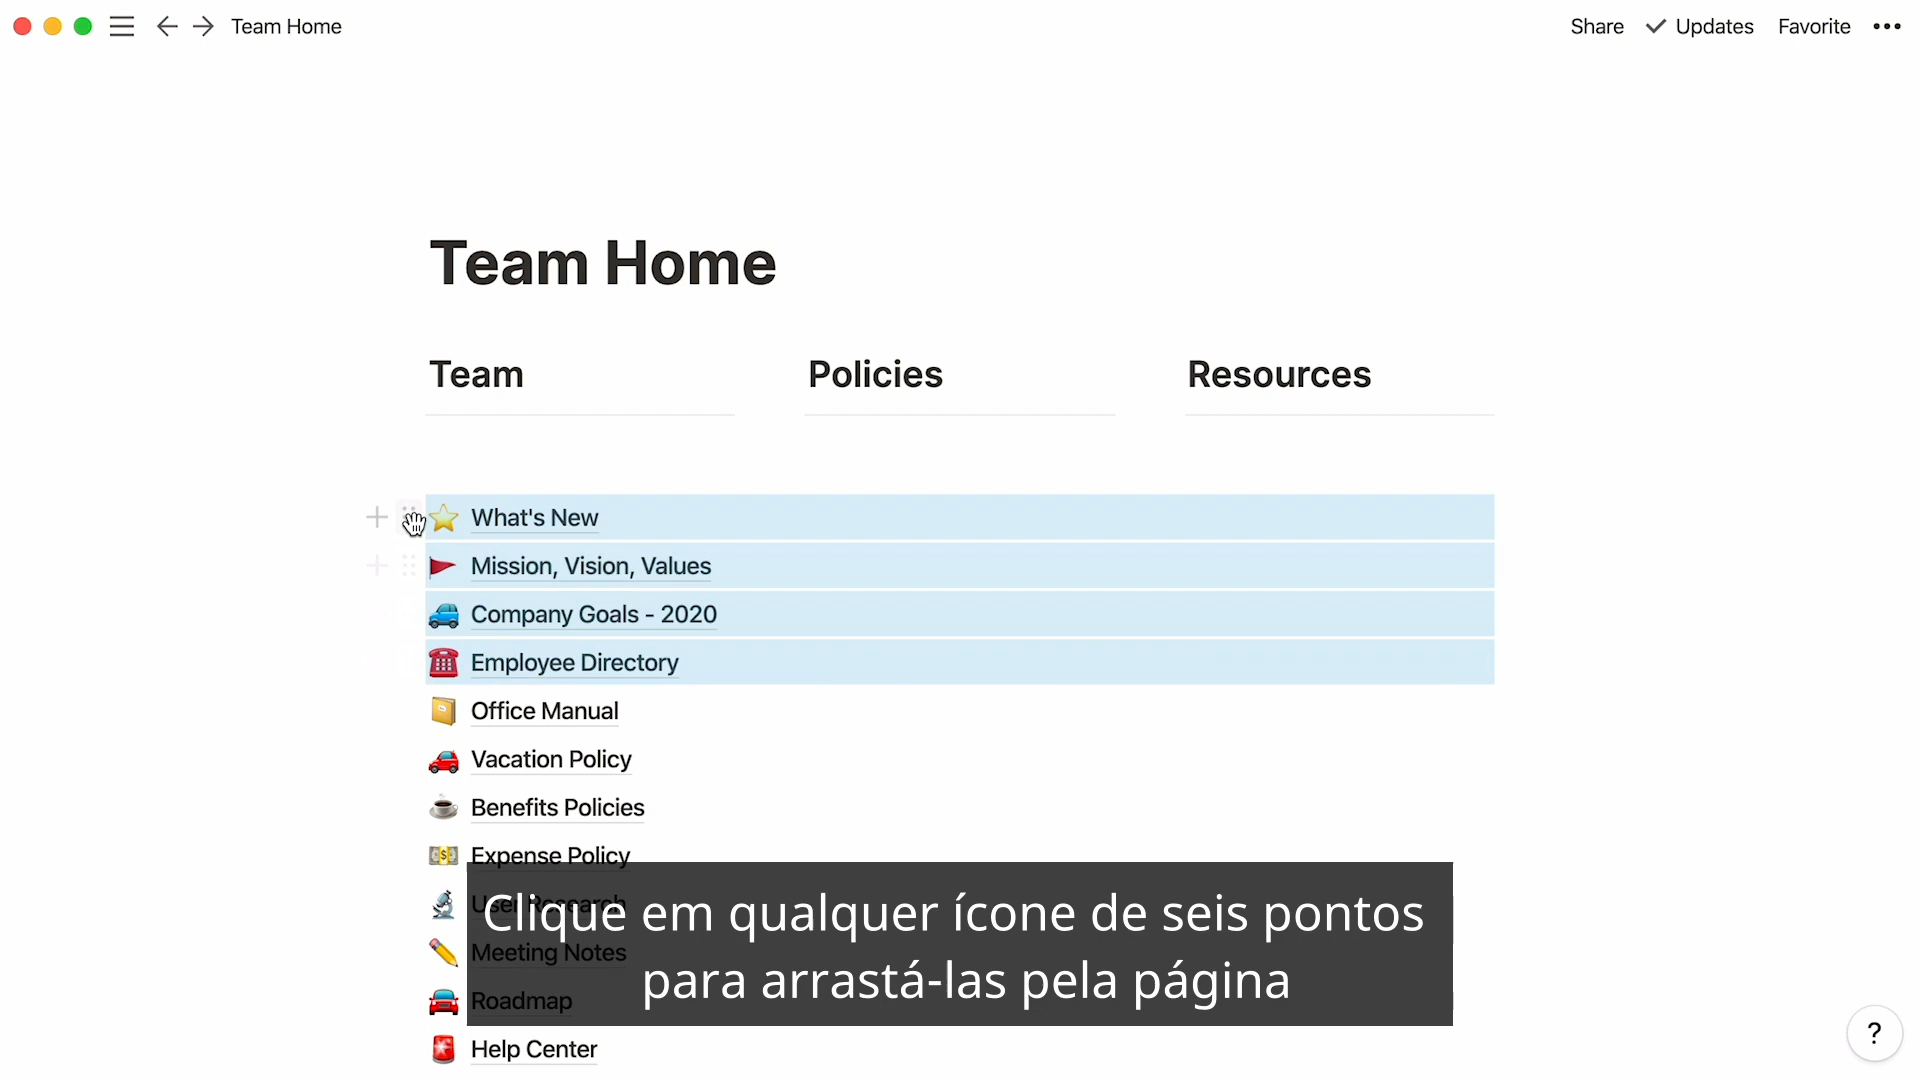 Team Home
Share
Updates
Favorite
Team Home
Team
Policies
Resources
What's New
Mission, Vision, Values
Company Goals - 2020
Employee Directory
Office Manual
Vacation Policy
Benefits Policies
Expense Policy
User Research
Meeting Notes
Roadmap
Help Center
Clique em qualquer ícone de seis pontos
para arrastá-las pela página
?